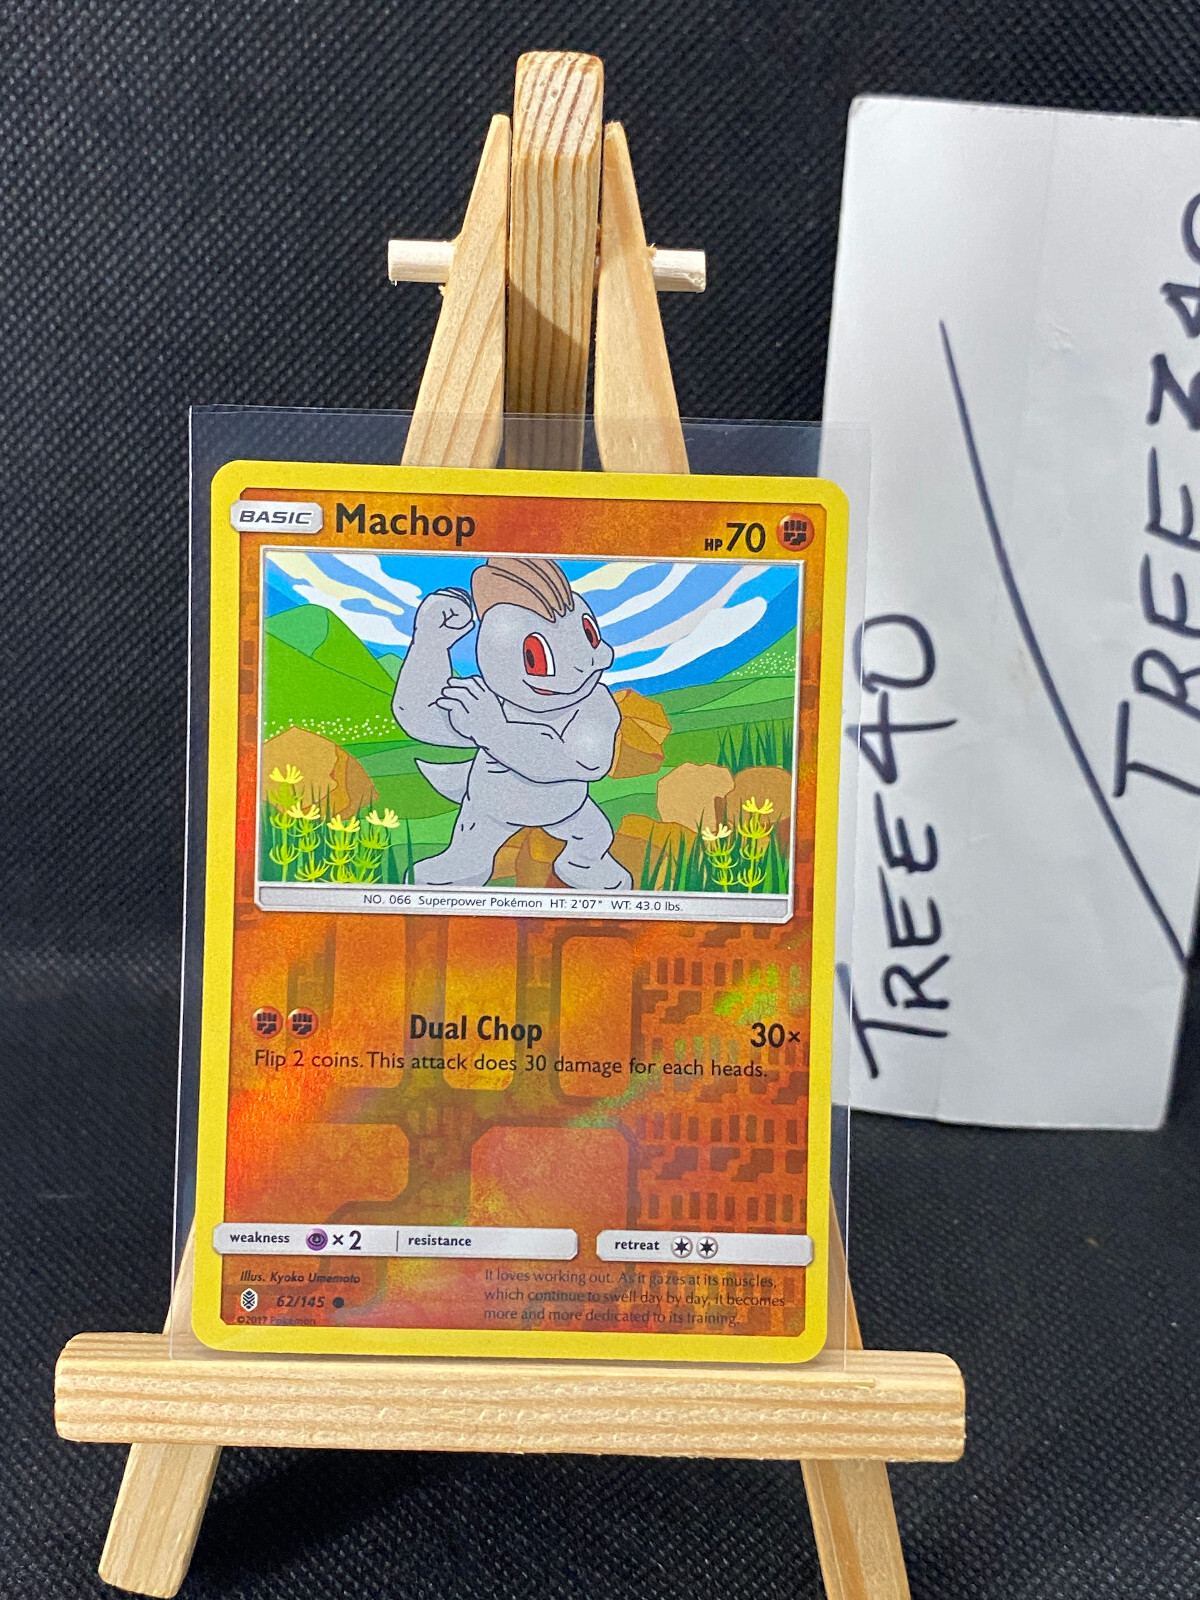 BASIC Machop HP 70
NO. 066 Superpower Pokémon HT: 2'07" WT: 43.0 lbs.
Dual Chop 30×
Flip 2 coins. This attack does 30 damage for each heads.
weakness ×2 resistance retreat
Illus. Kyoko Umemoto
62/145
©2017 Pokémon
It loves working out. As it gazes at its muscles,
which continue to swell day by day, it becomes
more and more dedicated to its training.
TREE40
TREEZ40